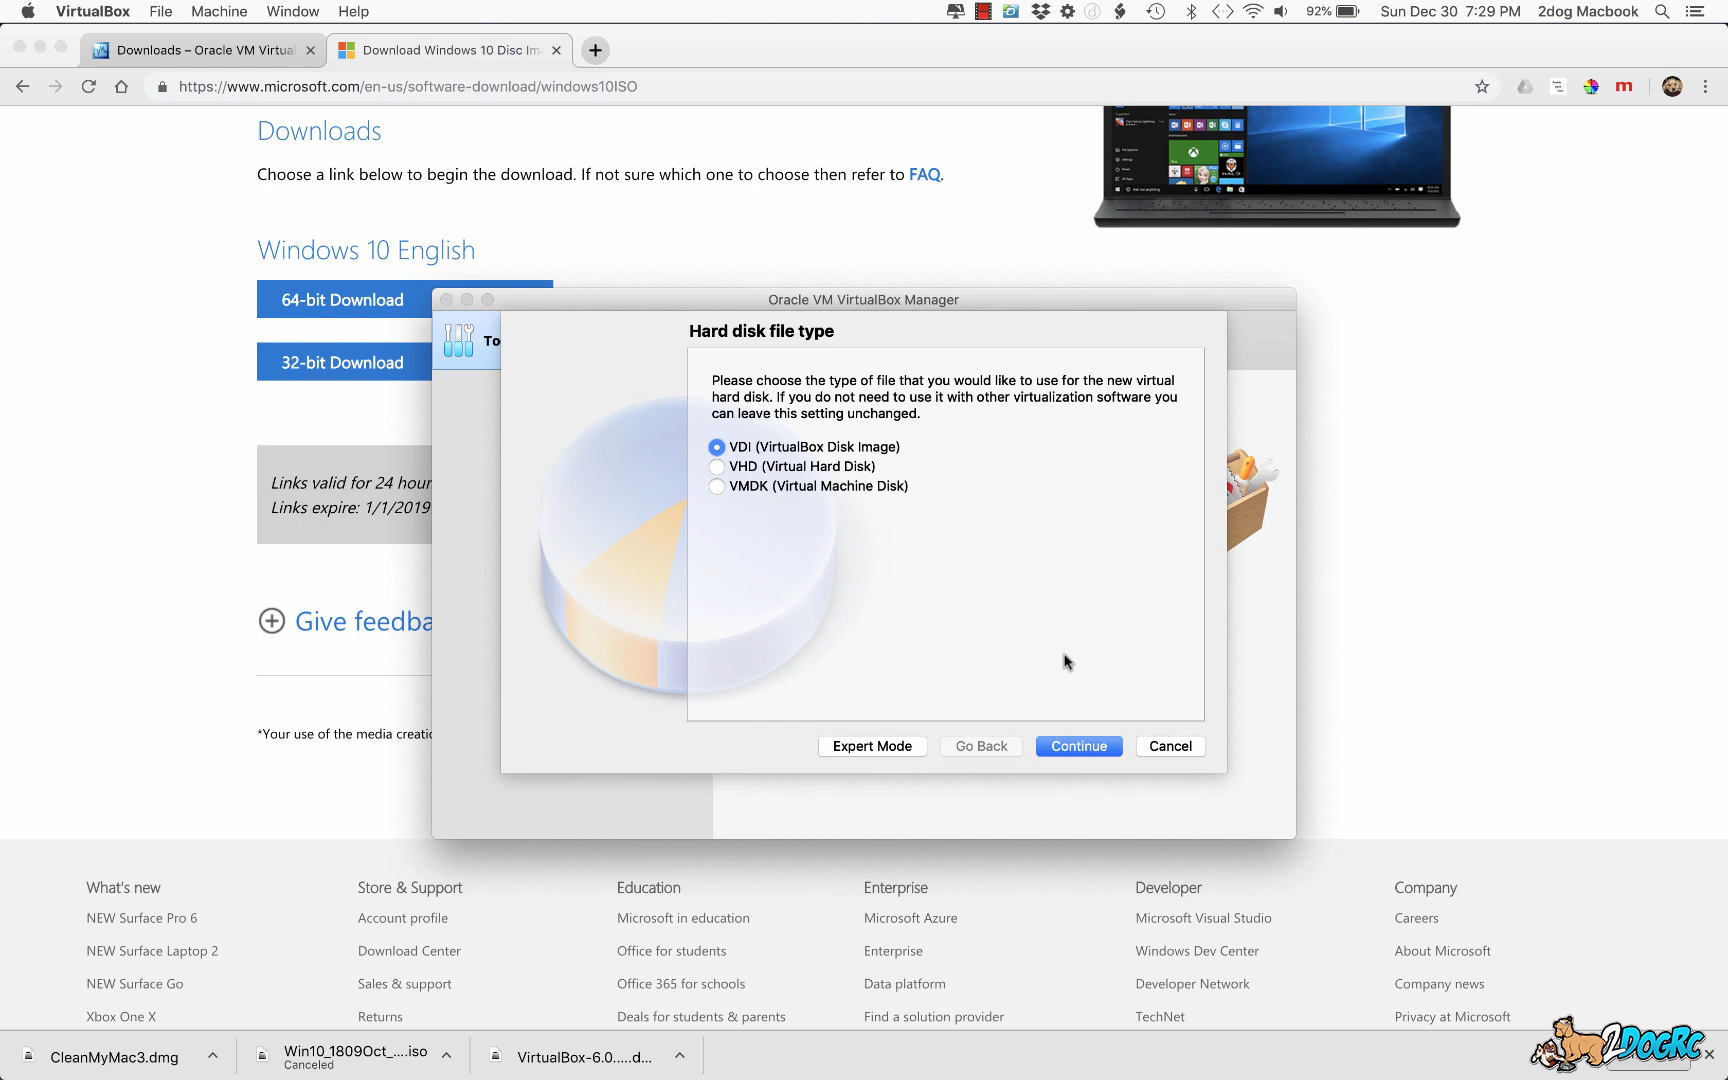 VirtualBox File Machine Window Help
92% Sun Dec 30 7:29 PM 2dog Macbook
Downloads – Oracle VM Virtual
Download Windows 10 Disc Im
https://www.microsoft.com/en-us/software-download/windows10ISO
Downloads
Choose a link below to begin the download. If not sure which one to choose then refer to FAQ.
Windows 10 English
64-bit Download
32-bit Download
Links valid for 24 hour
Links expire: 1/1/2019
Give feedba
*Your use of the media creatio
Oracle VM VirtualBox Manager
To
Hard disk file type
Please choose the type of file that you would like to use for the new virtual
hard disk. If you do not need to use it with other virtualization software you
can leave this setting unchanged.
VDI (VirtualBox Disk Image)
VHD (Virtual Hard Disk)
VMDK (Virtual Machine Disk)
Expert Mode Go Back Continue Cancel
What's new Store & Support Education Enterprise Developer Company
NEW Surface Pro 6 Account profile Microsoft in education Microsoft Azure Microsoft Visual Studio Careers
NEW Surface Laptop 2 Download Center Office for students Enterprise Windows Dev Center About Microsoft
NEW Surface Go Sales & support Office 365 for schools Data platform Developer Network Company news
Xbox One X Returns Deals for students & parents Find a solution provider TechNet Privacy at Microsoft
CleanMyMac3.dmg
Win10_1809Oct_....iso
Canceled
VirtualBox-6.0.....d...
2DOGRC